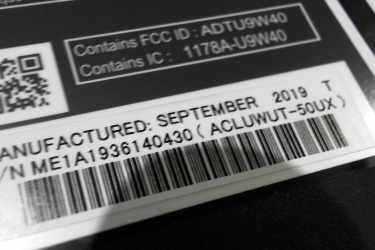 Contains FCC ID : ADTU9W40
Contains IC : 1178A-U9W40
ANUFACTURED: SEPTEMBER 2019 T
/N ME1A1936140430 ( ACLUWUT-50UX )